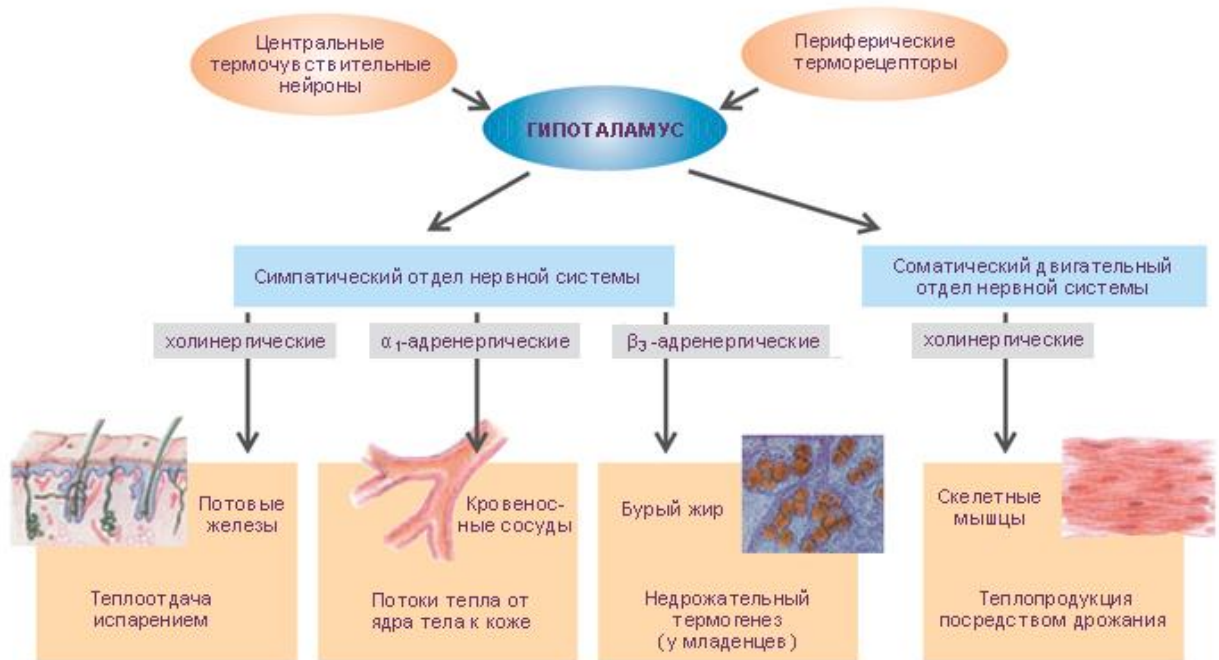 Центральные
термочувствительные
нейроны
Периферические
терморецепторы
ГИПОТАЛАМУС
Симпатический отдел нервной системы
Соматический двигательный
отдел нервной системы
холинергические
α1-адренергические
β3-адренергические
холинергические
Потовые
железы
Кровенос-
ные сосуды
Бурый жир
Скелетные
мышцы
Теплоотдача
испарением
Потоки тепла от
ядра тела к коже
Недрожательный
термогенез
(у младенцев)
Теплопродукция
посредством дрожания